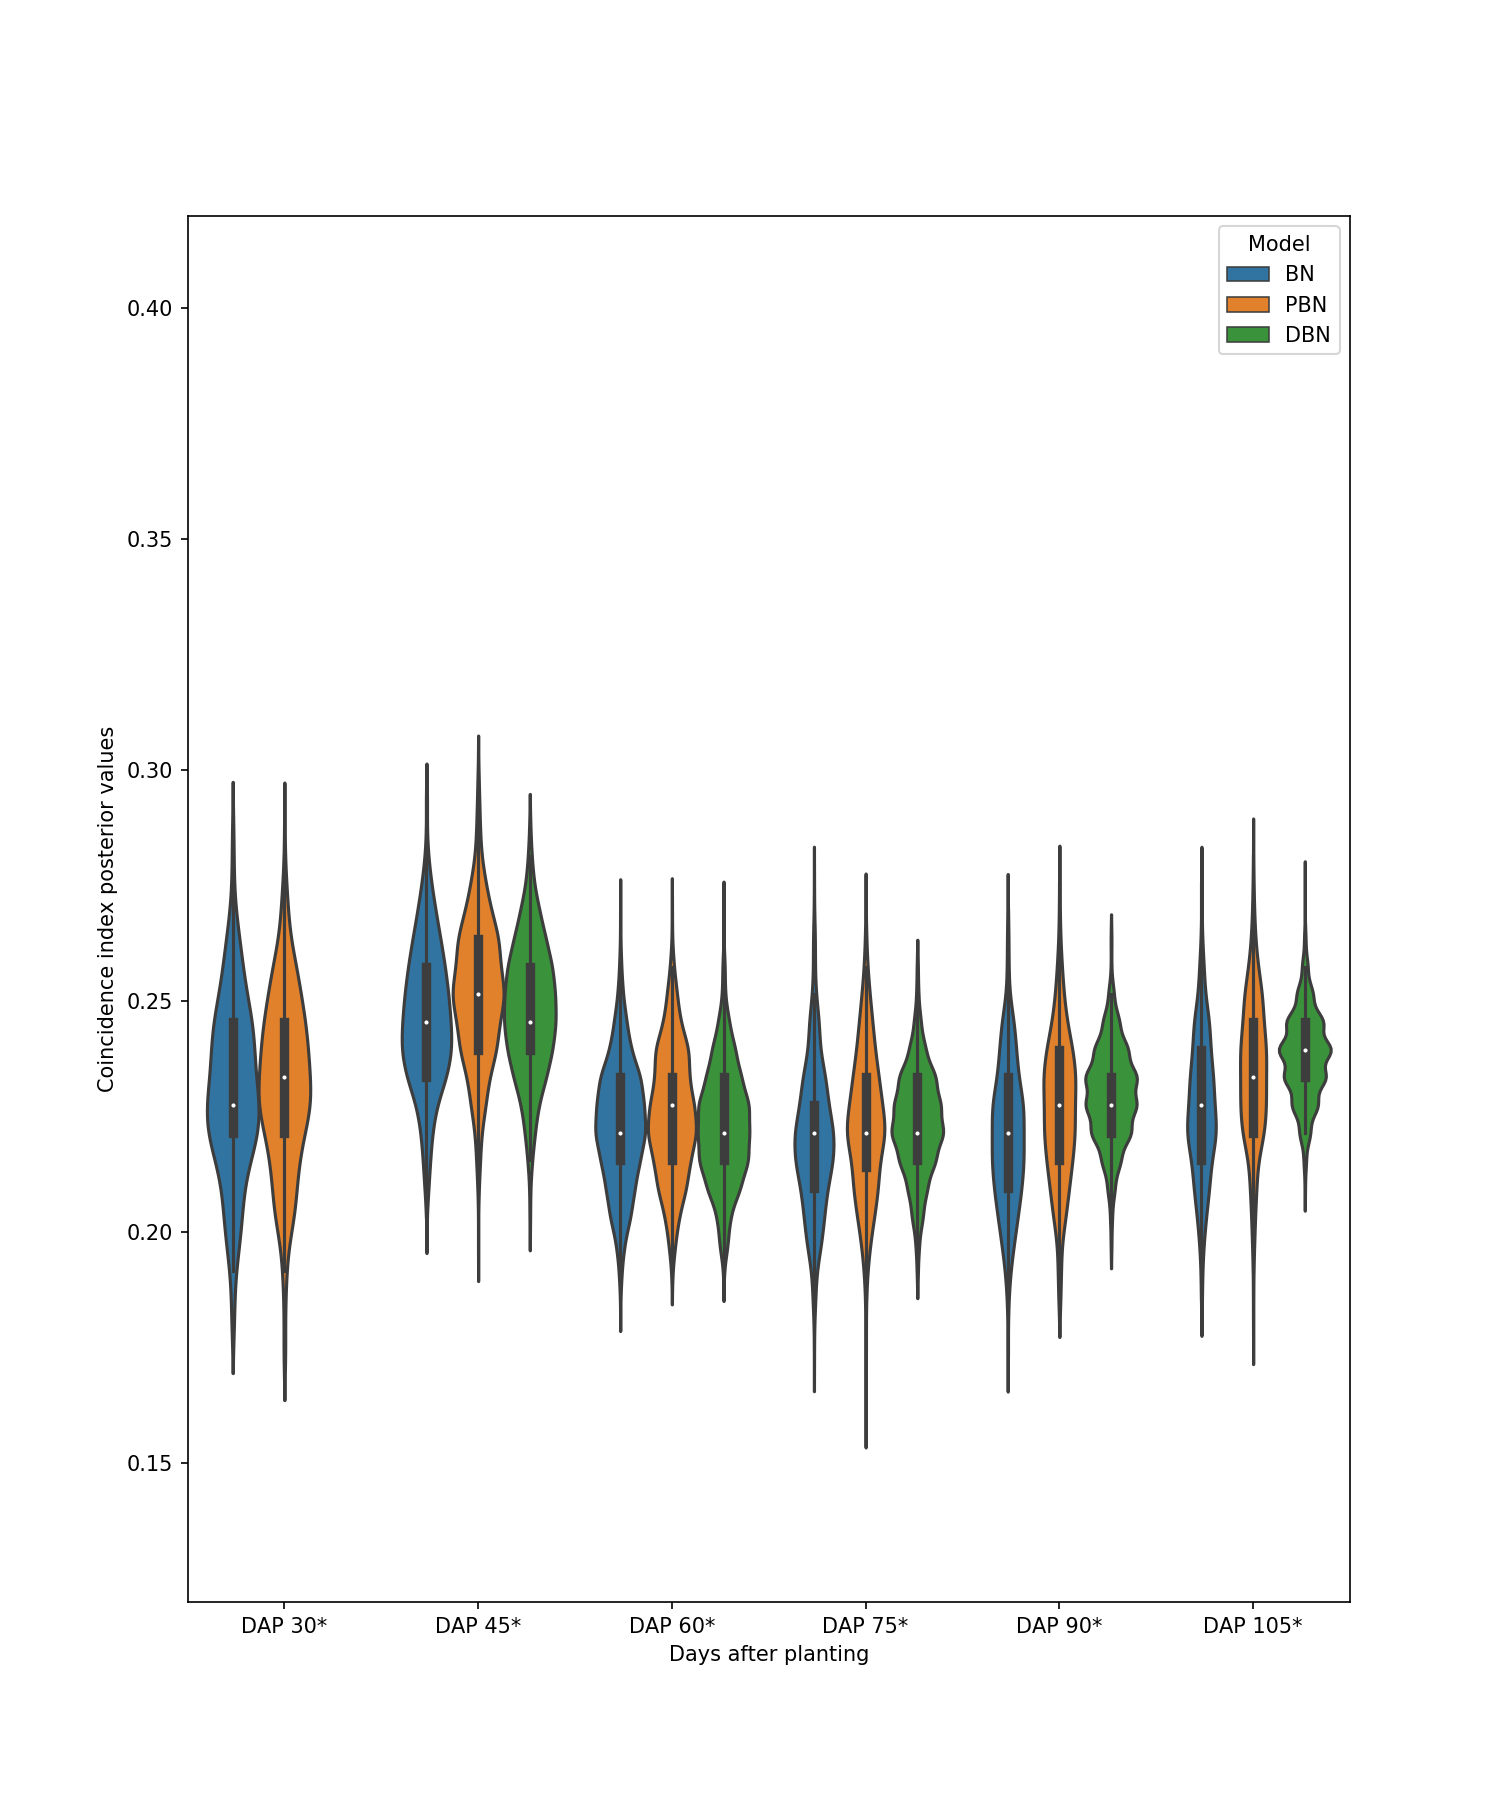 Model
BN
PBN
DBN
Coincidence index posterior values
0.40
0.35
0.30
0.25
0.20
0.15
DAP 30* DAP 45* DAP 60* DAP 75* DAP 90* DAP 105*
Days after planting